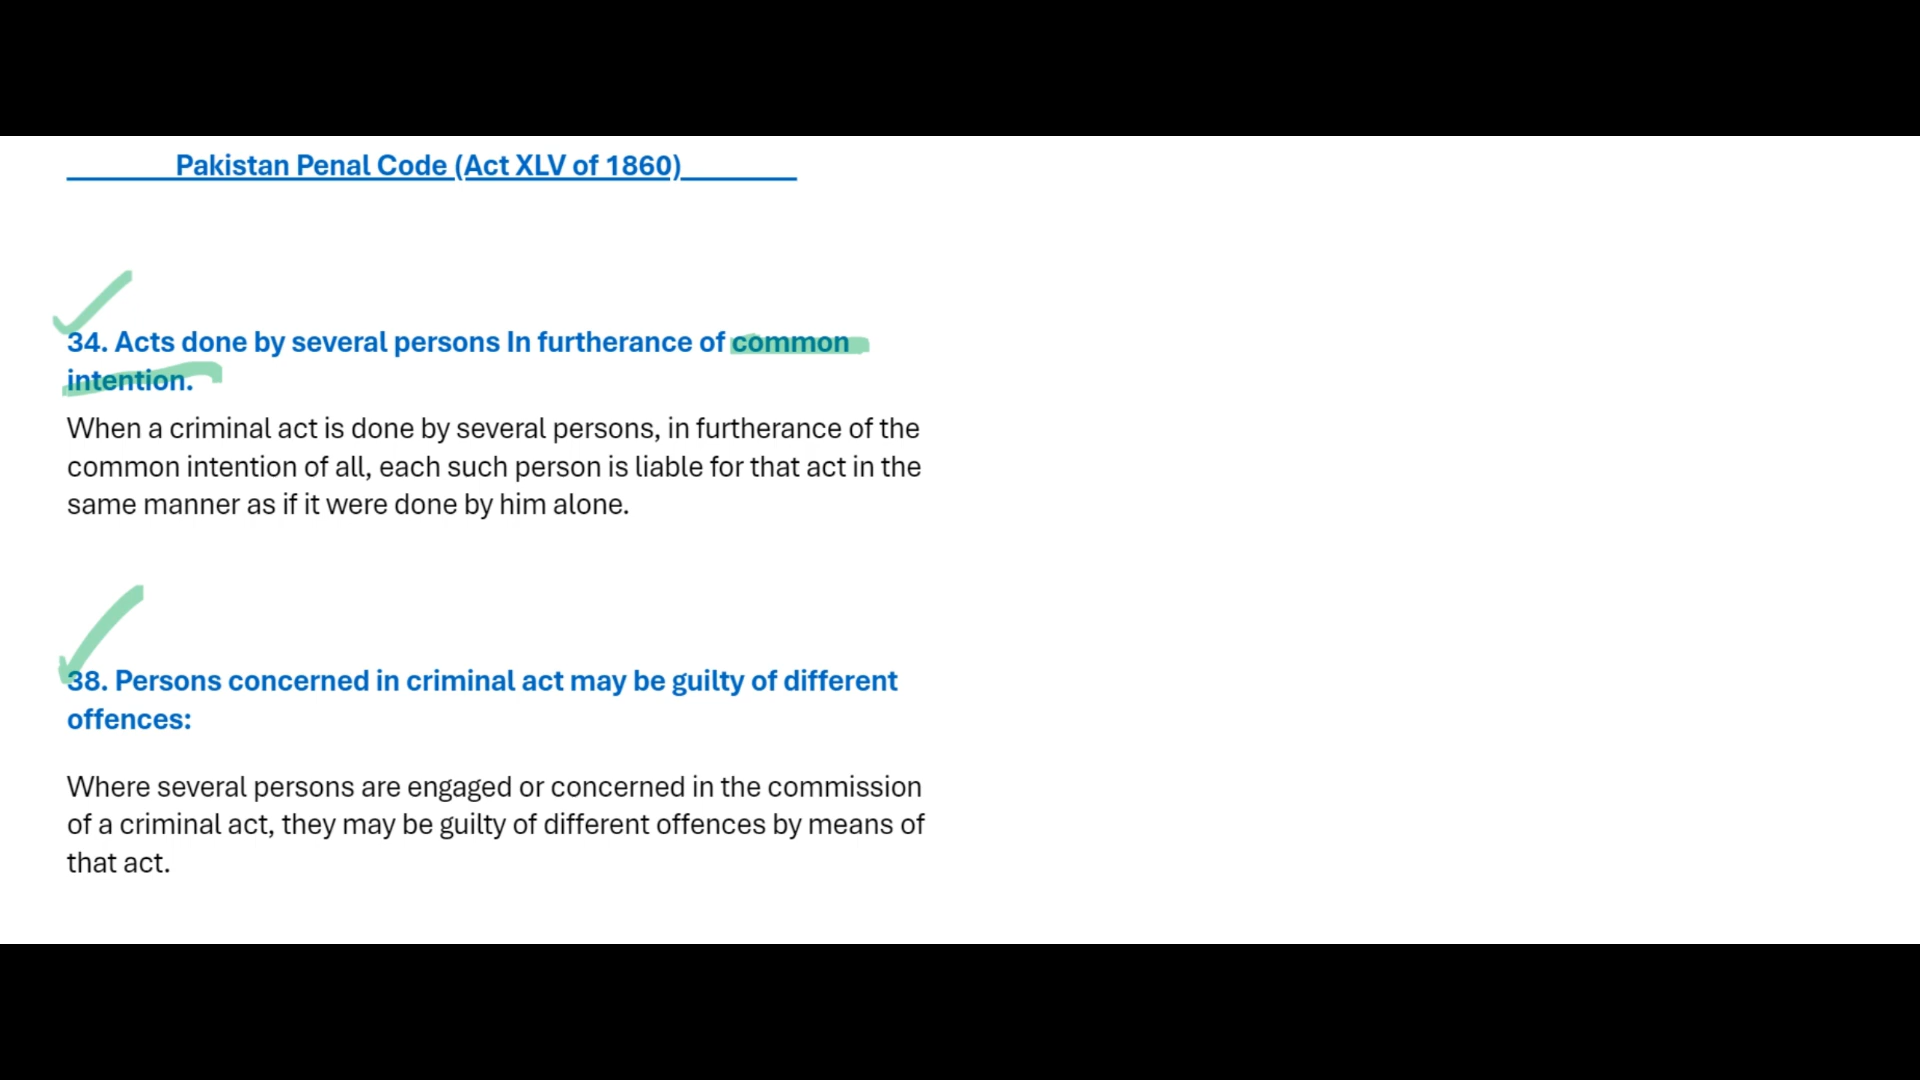 Pakistan Penal Code (Act XLV of 1860)
34. Acts done by several persons In furtherance of common
intention.
When a criminal act is done by several persons, in furtherance of the
common intention of all, each such person is liable for that act in the
same manner as if it were done by him alone.
38. Persons concerned in criminal act may be guilty of different
offences:
Where several persons are engaged or concerned in the commission
of a criminal act, they may be guilty of different offences by means of
that act.